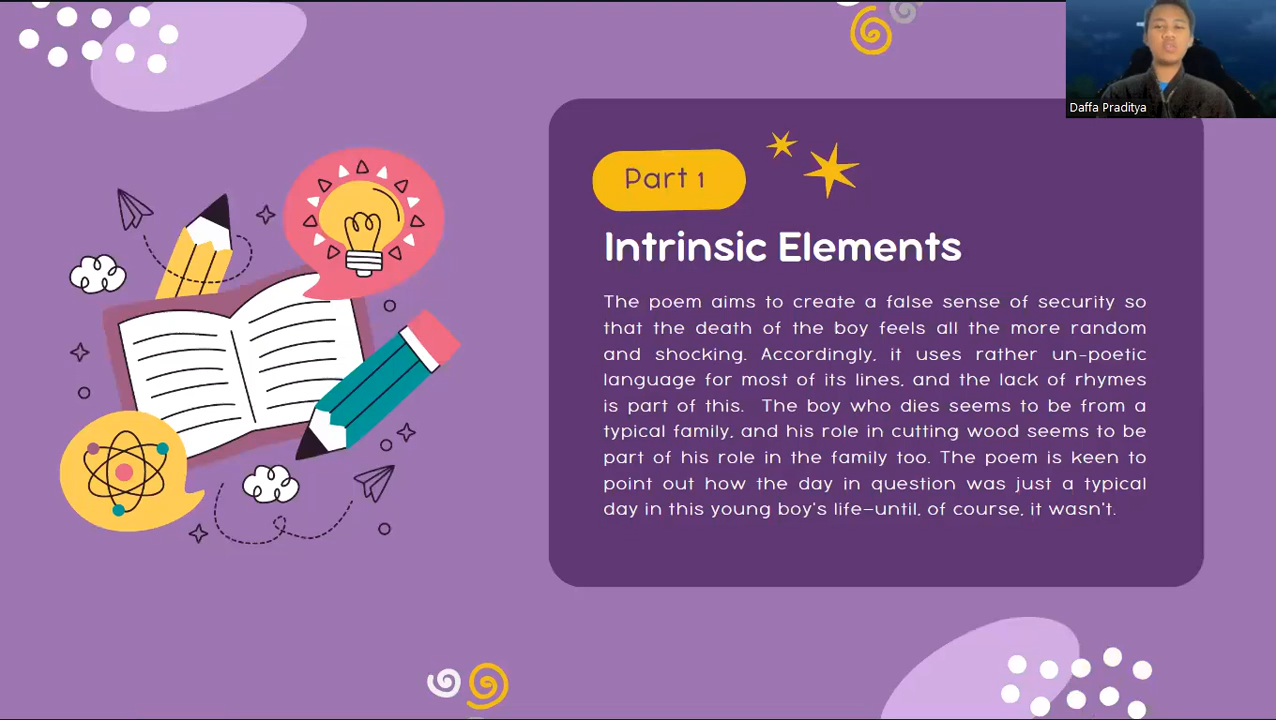 Daffa Praditya
Part 1
Intrinsic Elements
The poem aims to create a false sense of security so
that the death of the boy feels all the more random
and shocking. Accordingly, it uses rather un-poetic
language for most of its lines, and the lack of rhymes
is part of this. The boy who dies seems to be from a
typical family, and his role in cutting wood seems to be
part of his role in the family too. The poem is keen to
point out how the day in question was just a typical
day in this young boy's life—until, of course, it wasn't.